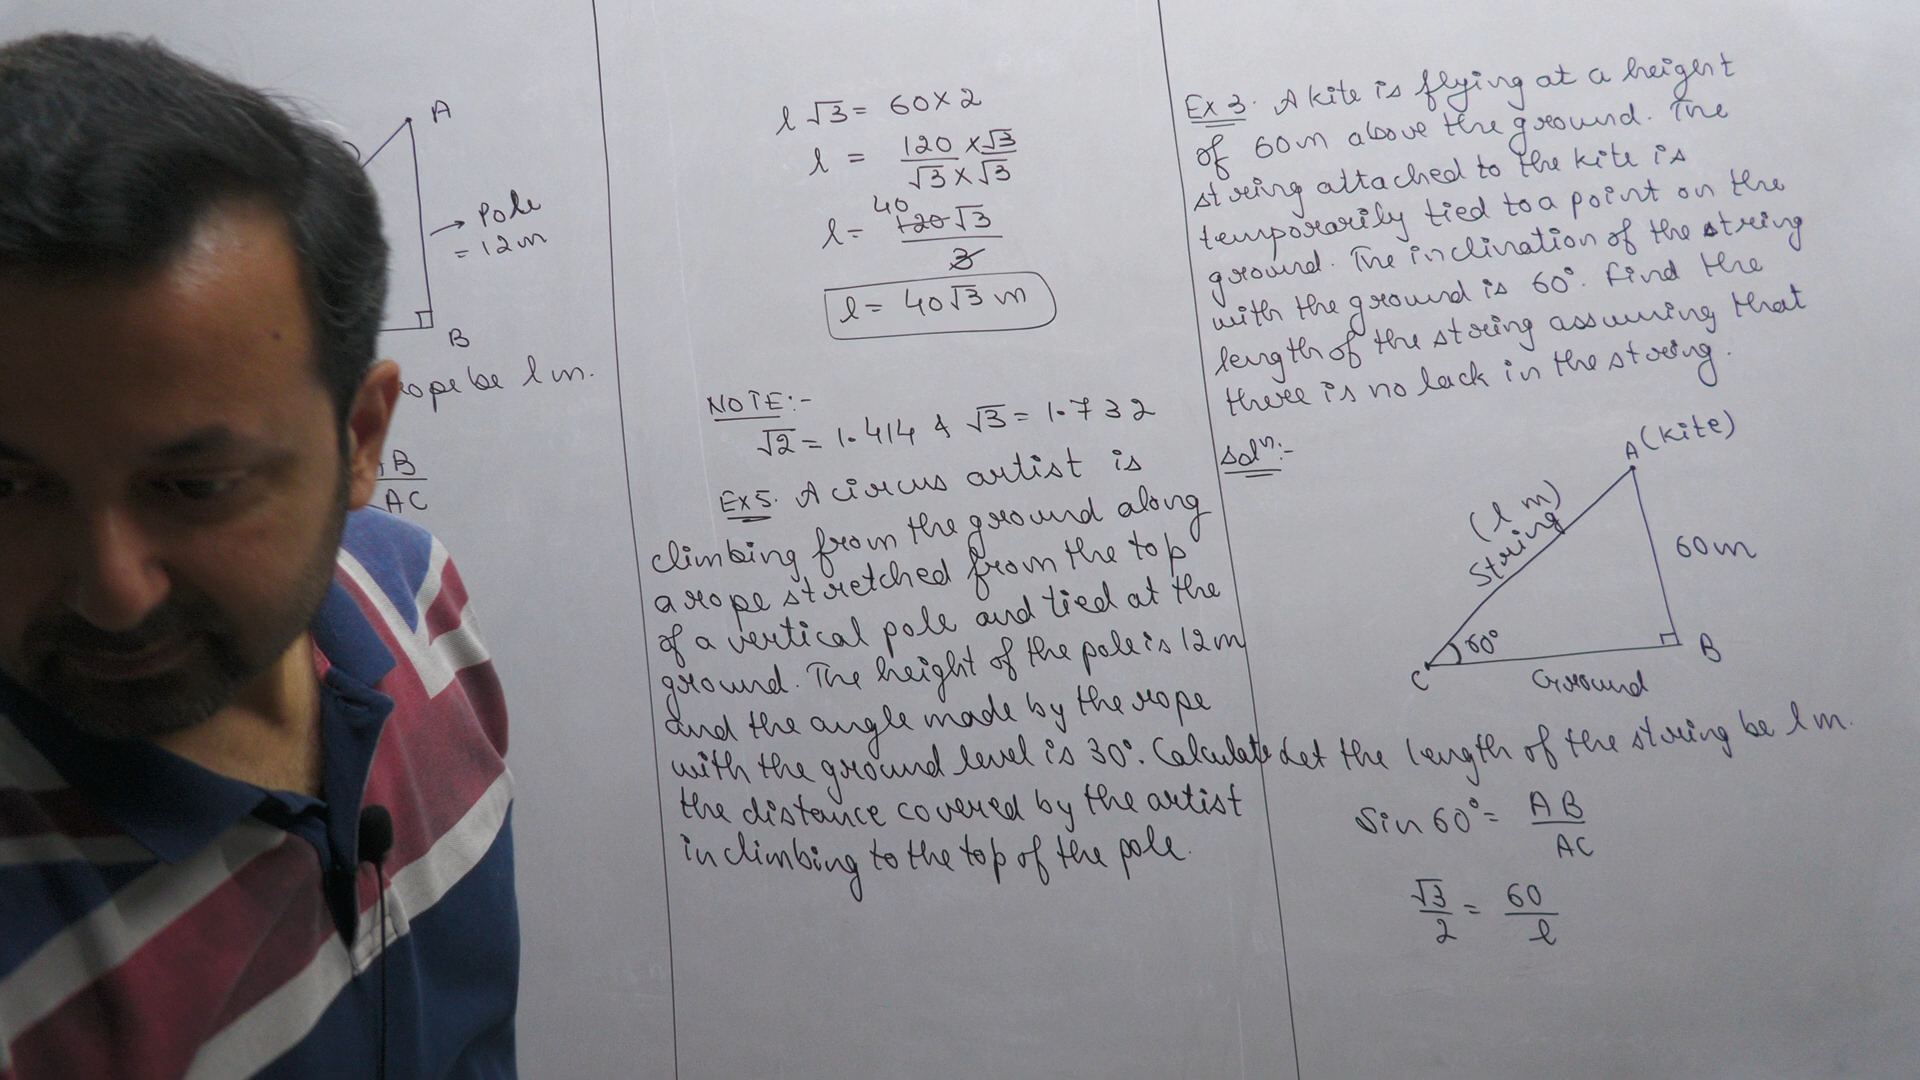 A
→ Pole
= 12m
B
rope be l m.
AB
AC
l √3 = 60 × 2
l = 120 × √3
√3 × √3
40
l = 120 √3
3
l = 40√3 m
NOTE:-
√2 = 1.414 & √3 = 1.732
Ex 5. A circus artist is
climbing from the ground along
a rope stretched from the top
of a vertical pole and tied at the
ground. The height of the pole is 12m
and the angle made by the rope
with the ground level is 30°. Calculate
the distance covered by the artist
in climbing to the top of the pole.
Ex 3. A kite is flying at a height
of 60m above the ground. The
string attached to the kite is
temporarily tied to a point on the
ground. The inclination of the string
with the ground is 60°. Find the
length of the string assuming that
there is no lack in the string.
Solⁿ:-
A (kite)
(l m)
String
60m
60°
C
B
Ground
Let the length of the string be l m.
Sin 60° = AB
AC
√3 = 60
2 l